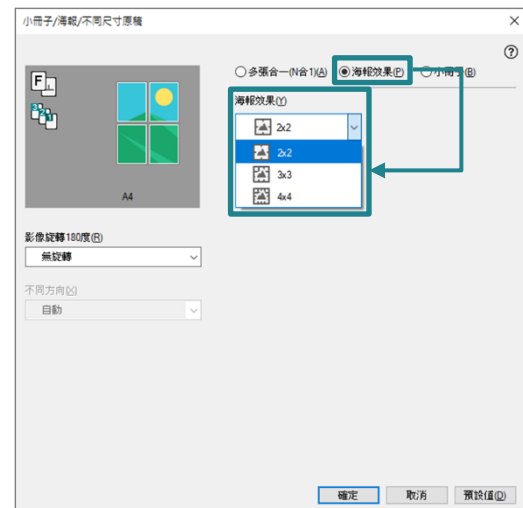 小冊子/海報/不同尺寸原稿
多張合一(N合1)(A) 海報效果(P) 小冊子(B)
海報效果(Y)
2x2
2x2
3x3
4x4
A4
影像旋轉180度(R)
無旋轉
不同方向(X)
自動
確定 取消 預設值(D)